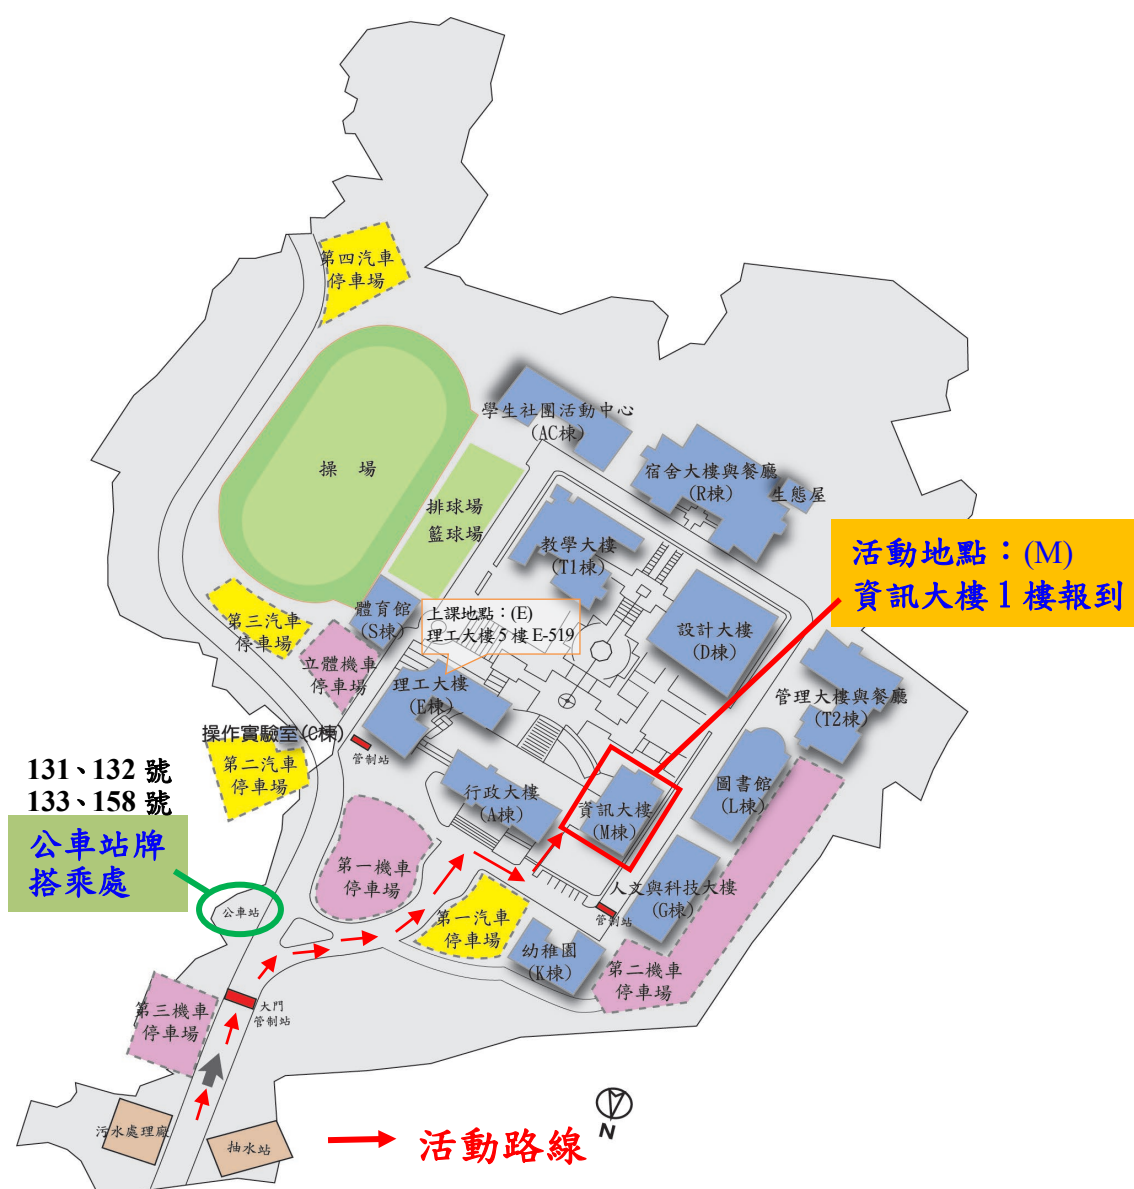 第四汽車
停車場
學生社團活動中心
(AC棟)
操 場
宿舍大樓與餐廳
(R棟)
生態屋
排球場
籃球場
教學大樓
(T1棟)
活動地點：(M)
資訊大樓 1 樓報到
體育館
(S棟)
上課地點：(E)
理工大樓 5 樓 E-519
第三汽車
停車場
設計大樓
(D棟)
立體機車
停車場
理工大樓
(E棟)
管理大樓與餐廳
(T2棟)
操作實驗室(C棟)
管制站
第二汽車
停車場
131、132 號
133、158 號
公車站牌
搭乘處
行政大樓
(A棟)
資訊大樓
(M棟)
圖書館
(L棟)
第一機車
停車場
人文與科技大樓
(G棟)
公車站
第一汽車
停車場
管制站
幼稚園
(K棟)
第二機車
停車場
第三機車
停車場
大門
管制站
污水處理廠
抽水站
活動路線
N